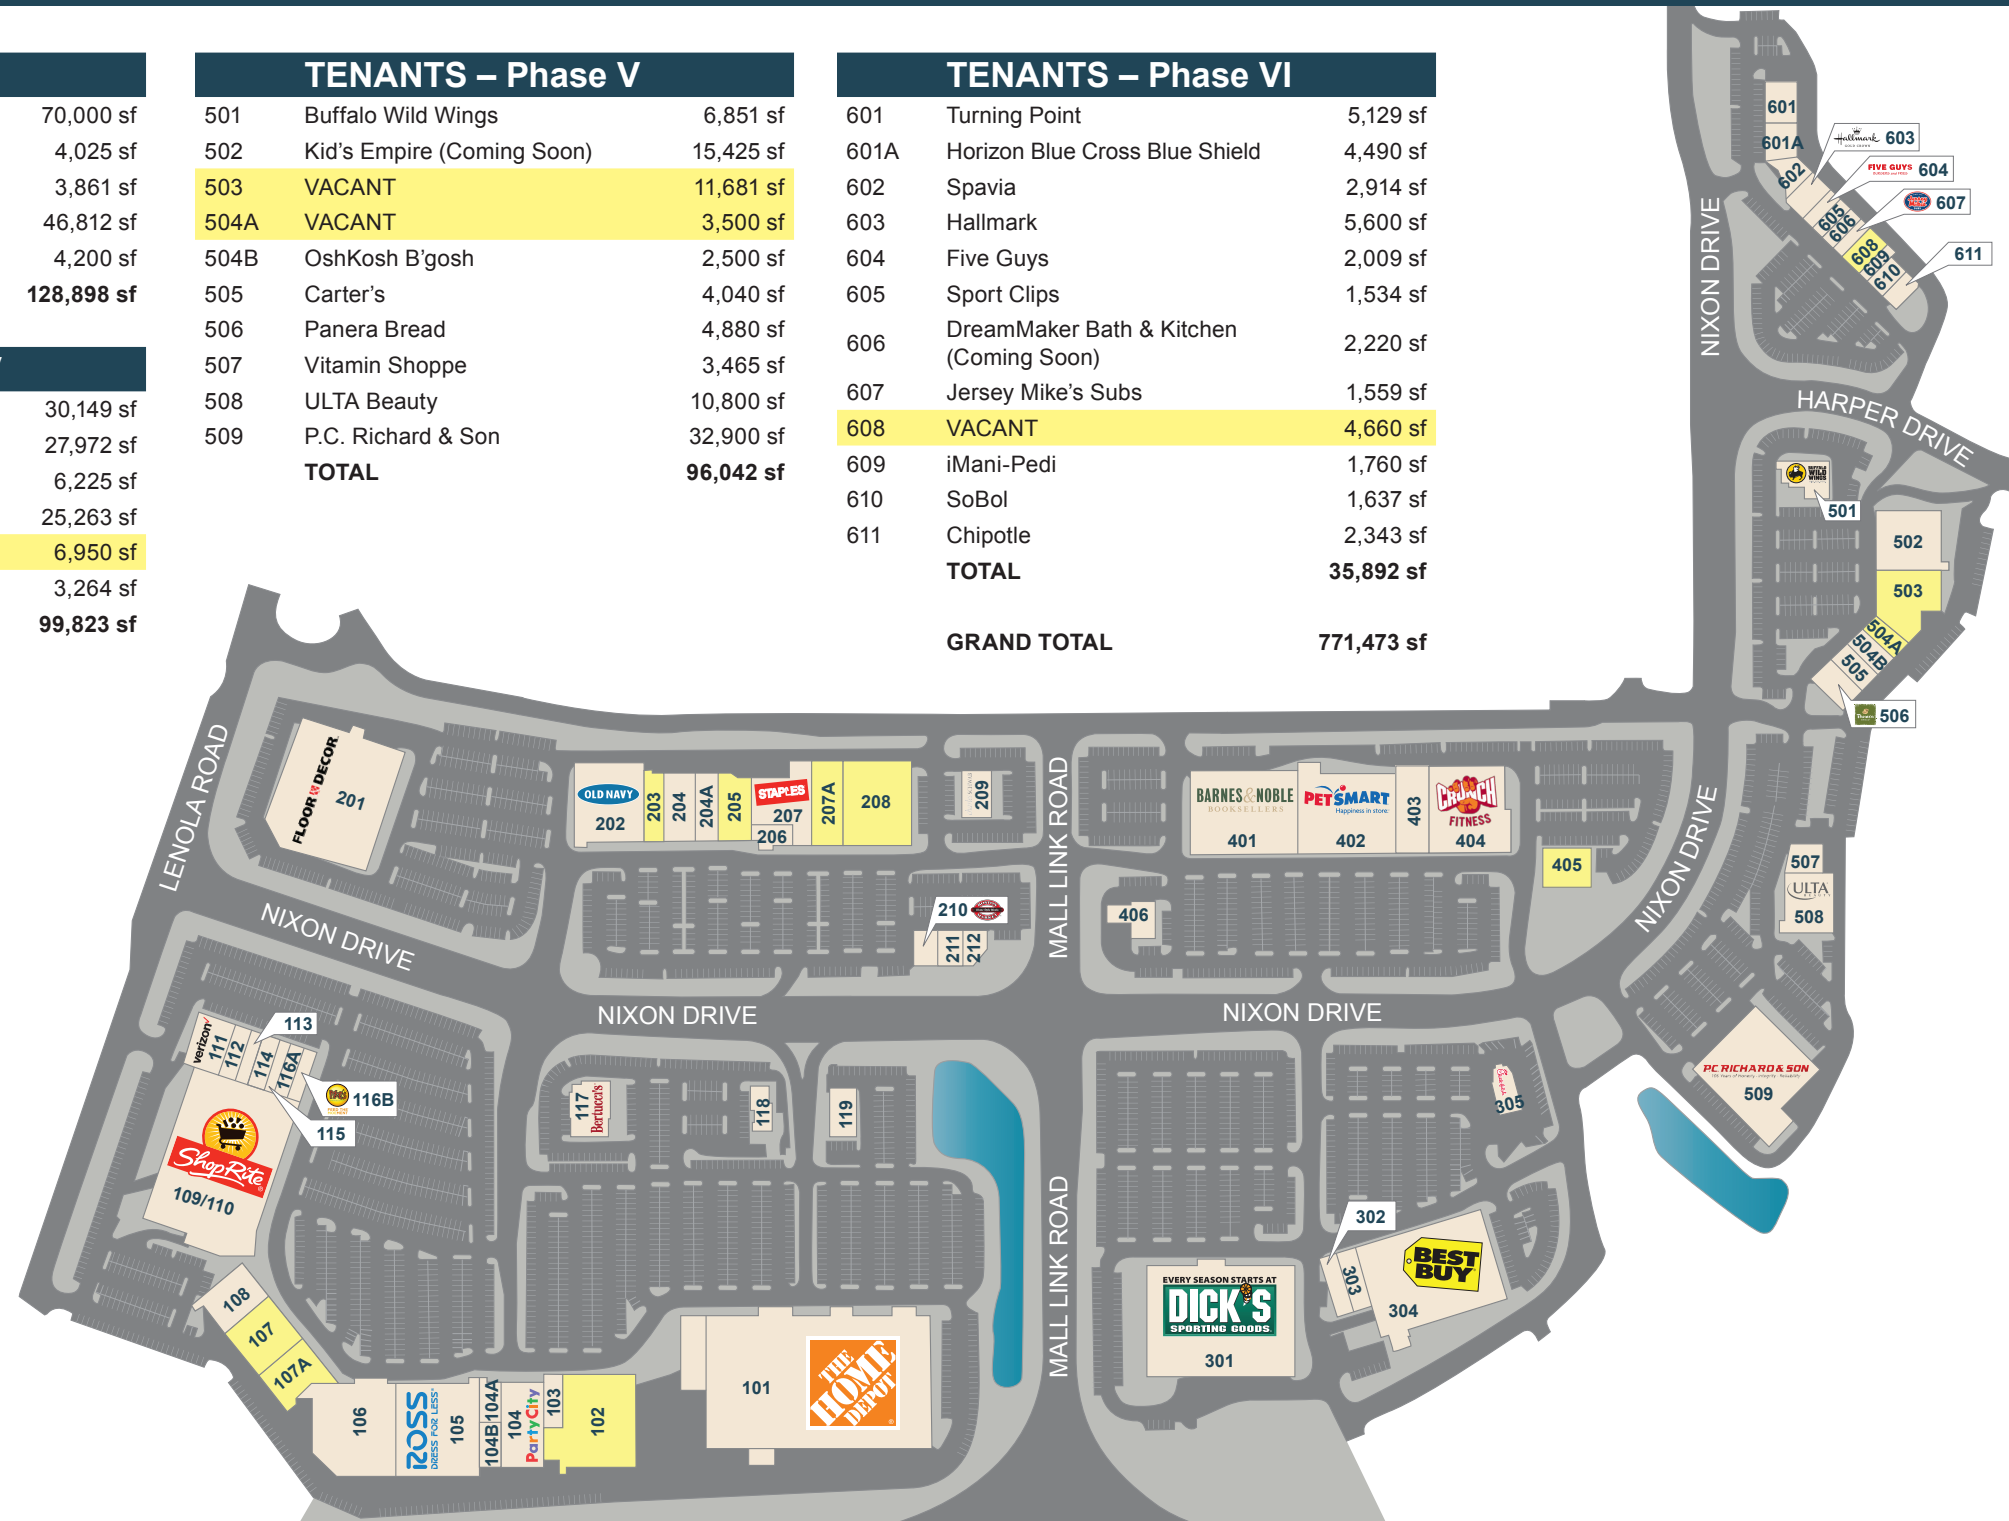 70,000 sf
4,025 sf
3,861 sf
46,812 sf
4,200 sf
128,898 sf
30,149 sf
27,972 sf
6,225 sf
25,263 sf
6,950 sf
3,264 sf
99,823 sf
TENANTS – Phase V
501 Buffalo Wild Wings 6,851 sf
502 Kid's Empire (Coming Soon) 15,425 sf
503 VACANT 11,681 sf
504A VACANT 3,500 sf
504B OshKosh B'gosh 2,500 sf
505 Carter's 4,040 sf
506 Panera Bread 4,880 sf
507 Vitamin Shoppe 3,465 sf
508 ULTA Beauty 10,800 sf
509 P.C. Richard & Son 32,900 sf
TOTAL 96,042 sf
TENANTS – Phase VI
601 Turning Point 5,129 sf
601A Horizon Blue Cross Blue Shield 4,490 sf
602 Spavia 2,914 sf
603 Hallmark 5,600 sf
604 Five Guys 2,009 sf
605 Sport Clips 1,534 sf
606 DreamMaker Bath & Kitchen
(Coming Soon) 2,220 sf
607 Jersey Mike's Subs 1,559 sf
608 VACANT 4,660 sf
609 iMani-Pedi 1,760 sf
610 SoBol 1,637 sf
611 Chipotle 2,343 sf
TOTAL 35,892 sf
GRAND TOTAL 771,473 sf
601
601A
602
Hallmark 603
FIVE GUYS 604
605
606
607
608
609
610
611
NIXON DRIVE
HARPER DRIVE
BUFFALO
WILD
WINGS
501
502
503
504A
504B
505
506
LENOLA ROAD
FLOOR & DECOR
201
OLD NAVY
202
203
204
204A
205
STAPLES
207
206
207A
208
209
MALL LINK ROAD
BARNES & NOBLE
BOOKSELLERS
401
PETSMART
Happiness in store
402
403
CRUNCH
FITNESS
404
405
NIXON DRIVE
507
ULTA
508
210
211
212
406
NIXON DRIVE
NIXON DRIVE
NIXON DRIVE
verizon
111
112
113
114
116A
116B
115
ShopRite
109/110
117
Bertucci's
118
119
305
P.C. RICHARD & SON
509
MALL LINK ROAD
302
303
BEST
BUY
304
EVERY SEASON STARTS AT
DICK'S
SPORTING GOODS
301
108
107
107A
106
ROSS
DRESS FOR LESS
105
104B
104A
104
PartyCity
103
102
101
THE
HOME
DEPOT